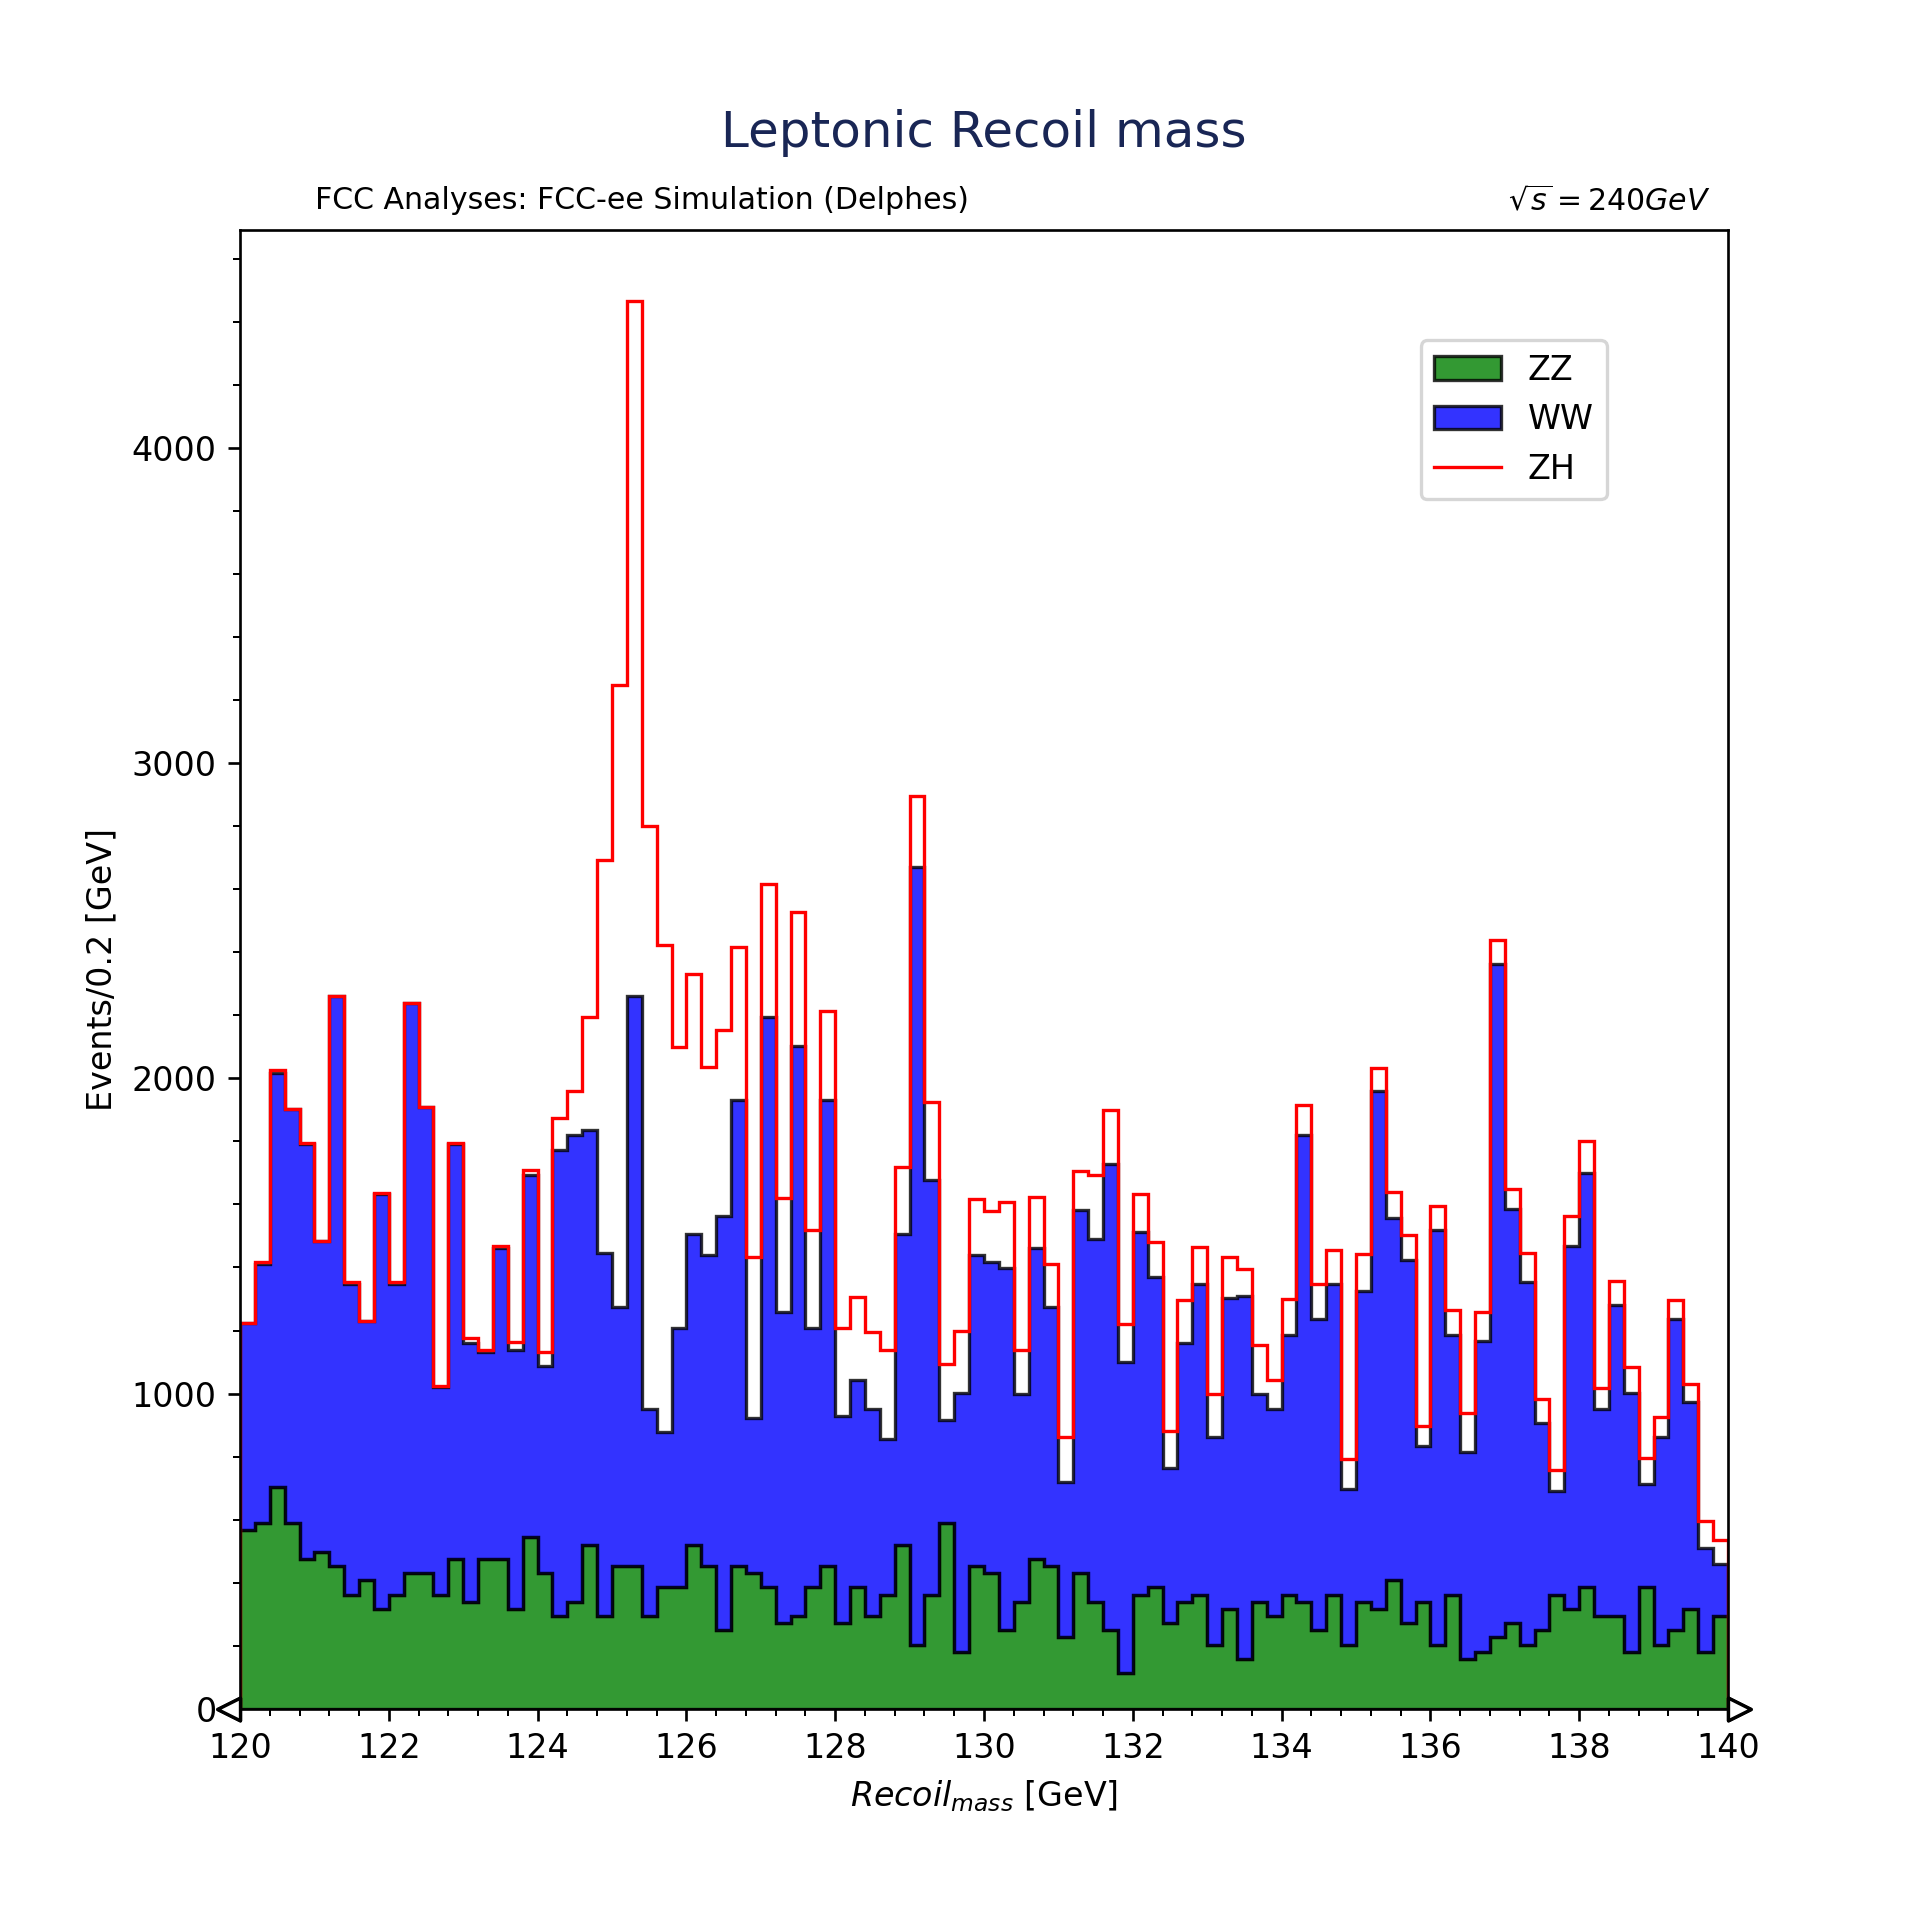 Leptonic Recoil mass
FCC Analyses: FCC-ee Simulation (Delphes)
√s = 240GeV
ZZ
WW
ZH
Events/0.2 [GeV]
4000
3000
2000
1000
0
120 122 124 126 128 130 132 134 136 138 140
Recoil_mass [GeV]